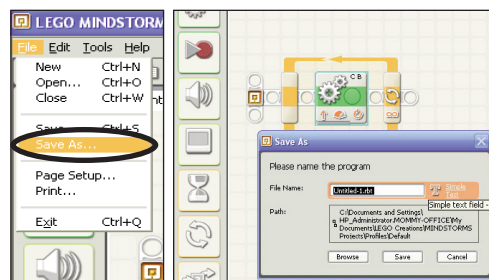 LEGO MINDSTORM
File Edit Tools Help
New Ctrl+N
Open... Ctrl+O
Close Ctrl+W
Save Ctrl+S
Save As...
Page Setup...
Print...
Exit Ctrl+Q
C B
Save As
Please name the program
File Name:
Untitled-1.rbt
Simple
Text
Simple text field -
Path:
C:\Documents and Settings\
HP_Administrator.MOMMY-OFFICE\My
Documents\LEGO Creations\MINDSTORMS
Projects\Profiles\Default
Browse Save Cancel